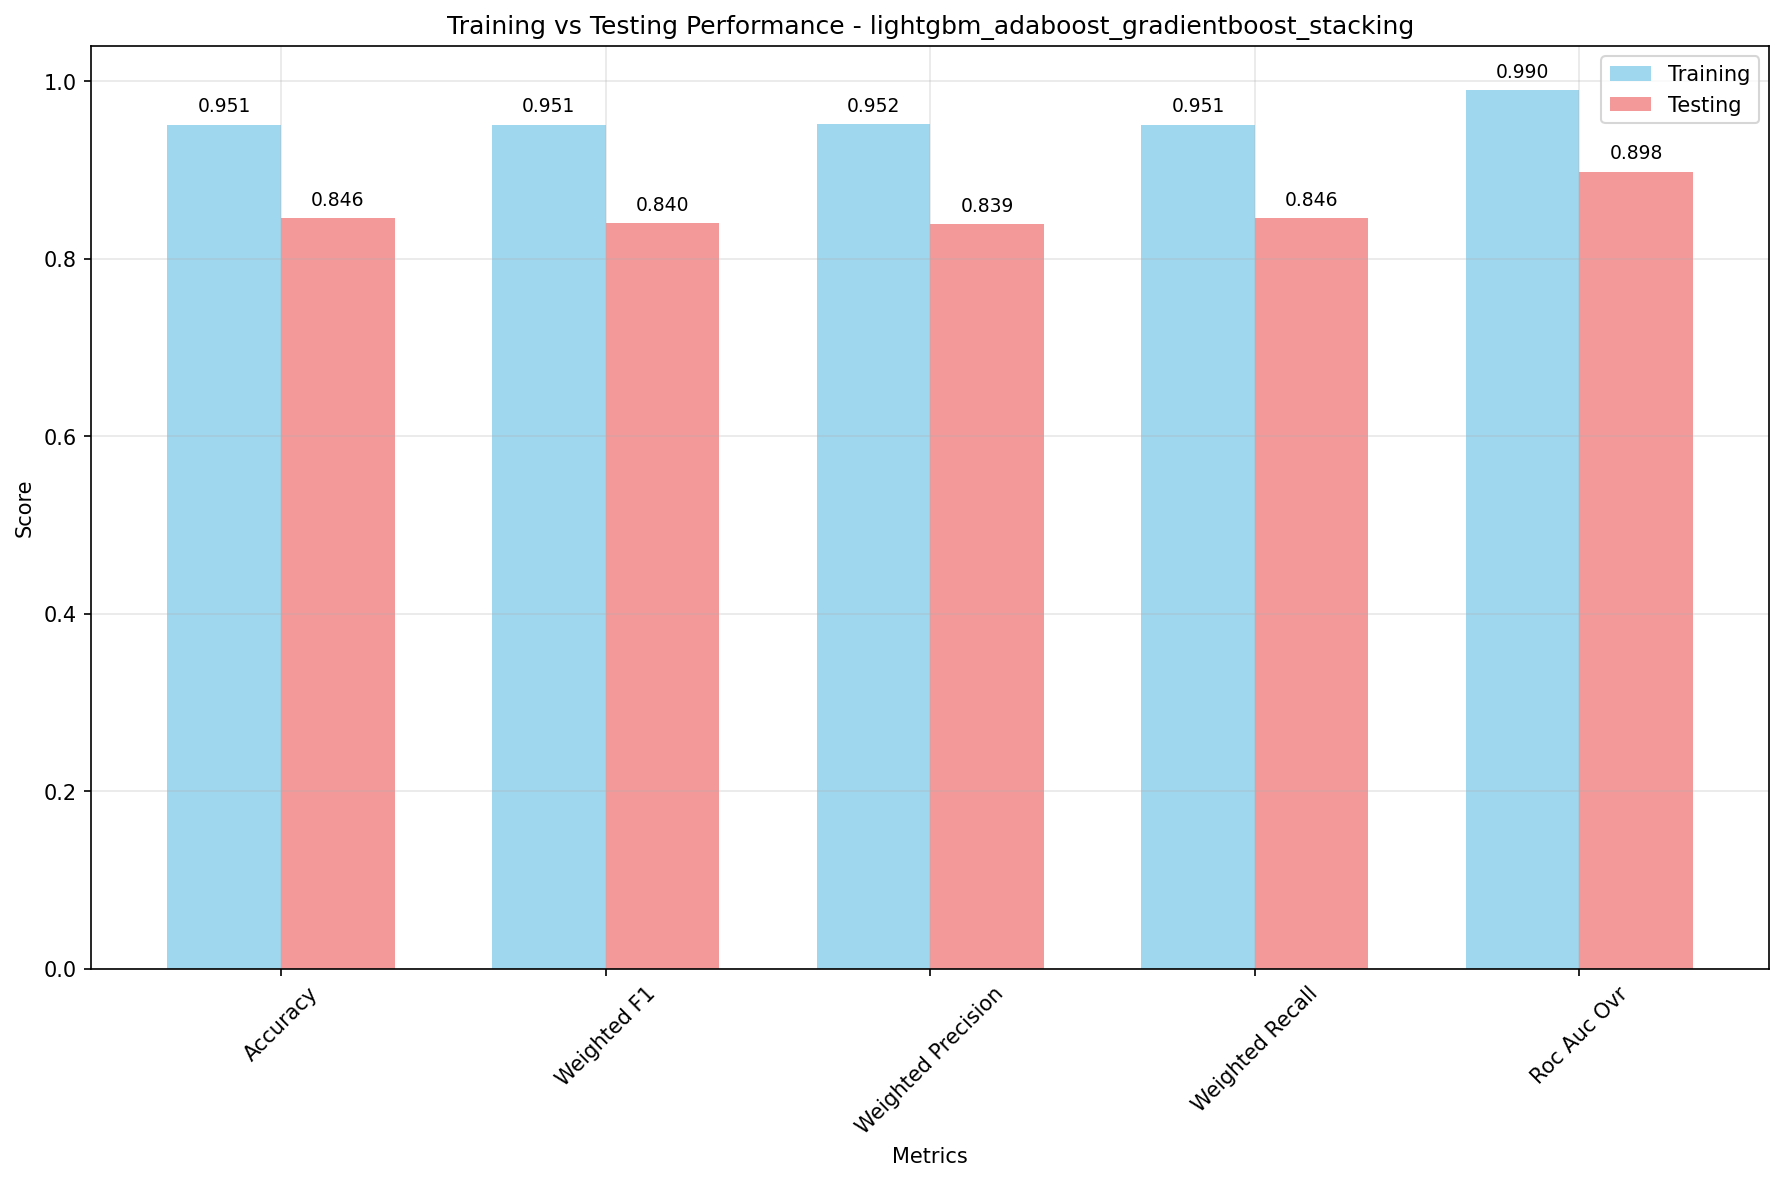 Training vs Testing Performance - lightgbm_adaboost_gradientboost_stacking
Training
Testing
0.951
0.846
0.951
0.840
0.952
0.839
0.951
0.846
0.990
0.898
1.0
0.8
0.6
0.4
0.2
0.0
Score
Accuracy
Weighted F1
Weighted Precision
Weighted Recall
Roc Auc Ovr
Metrics